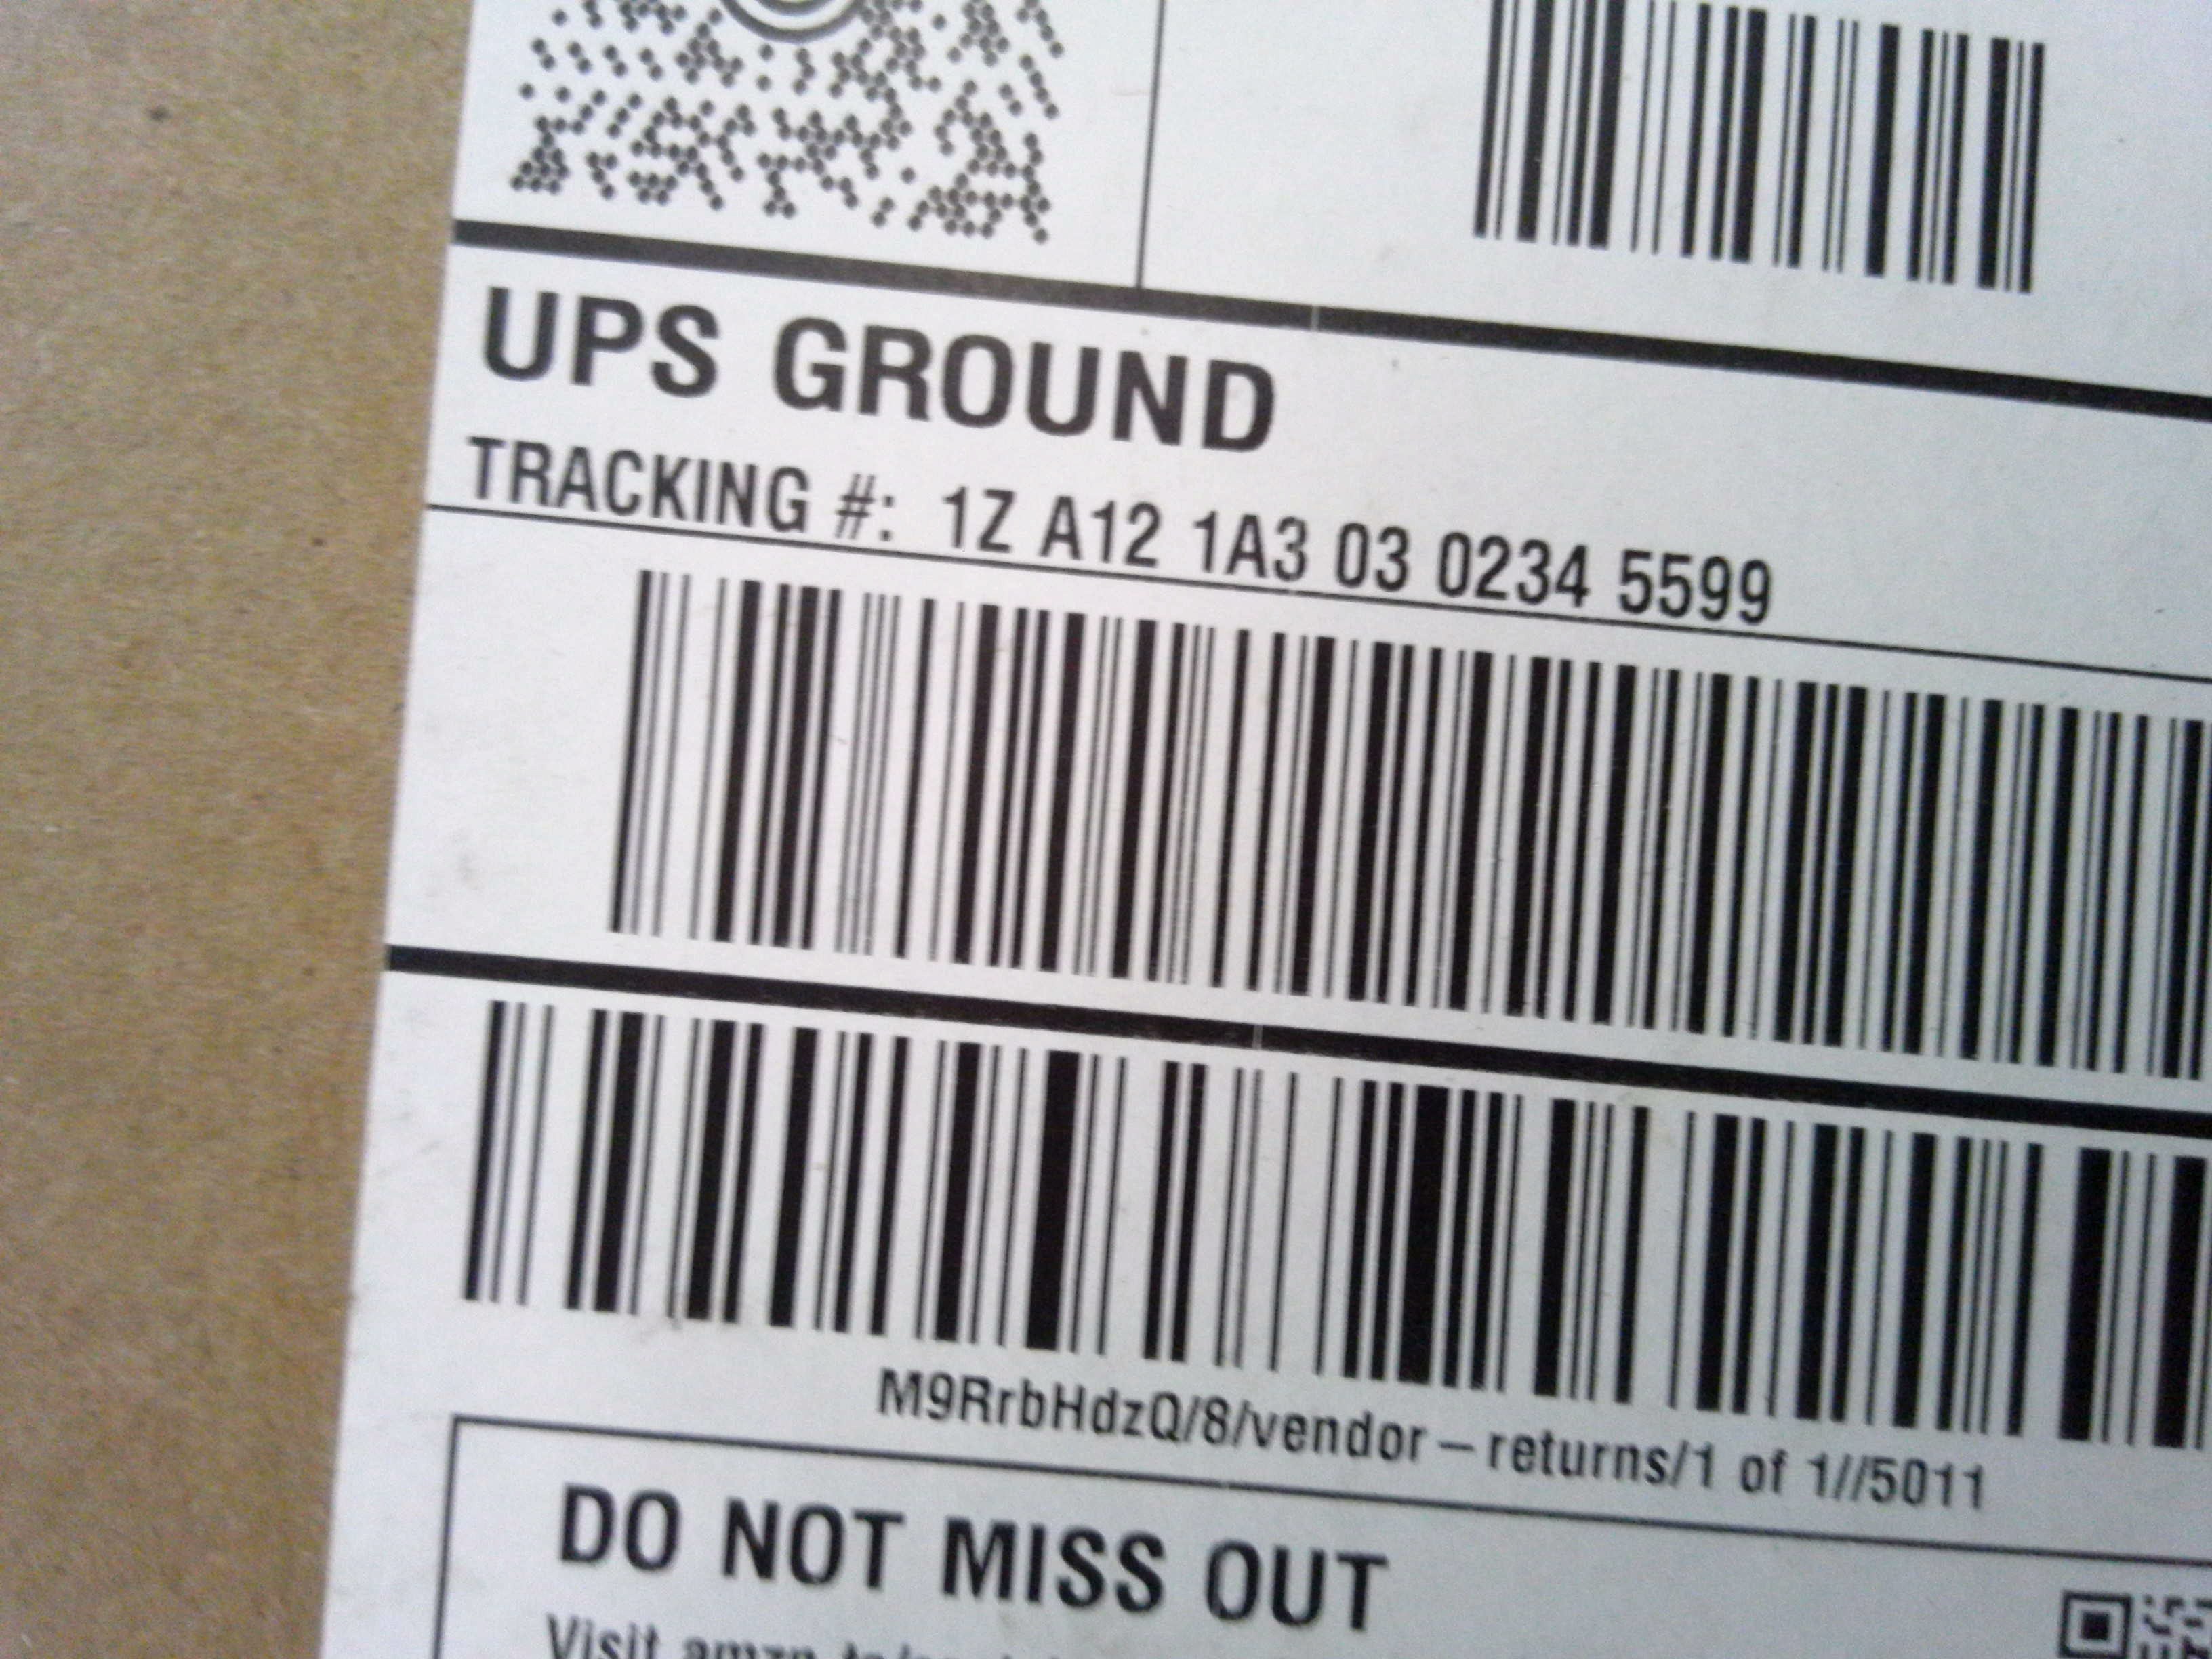 UPS GROUND
TRACKING #: 1Z A12 1A3 03 0234 5599
M9RrbHdzQ/8/vendor-returns/1 of 1//5011
DO NOT MISS OUT
Visit